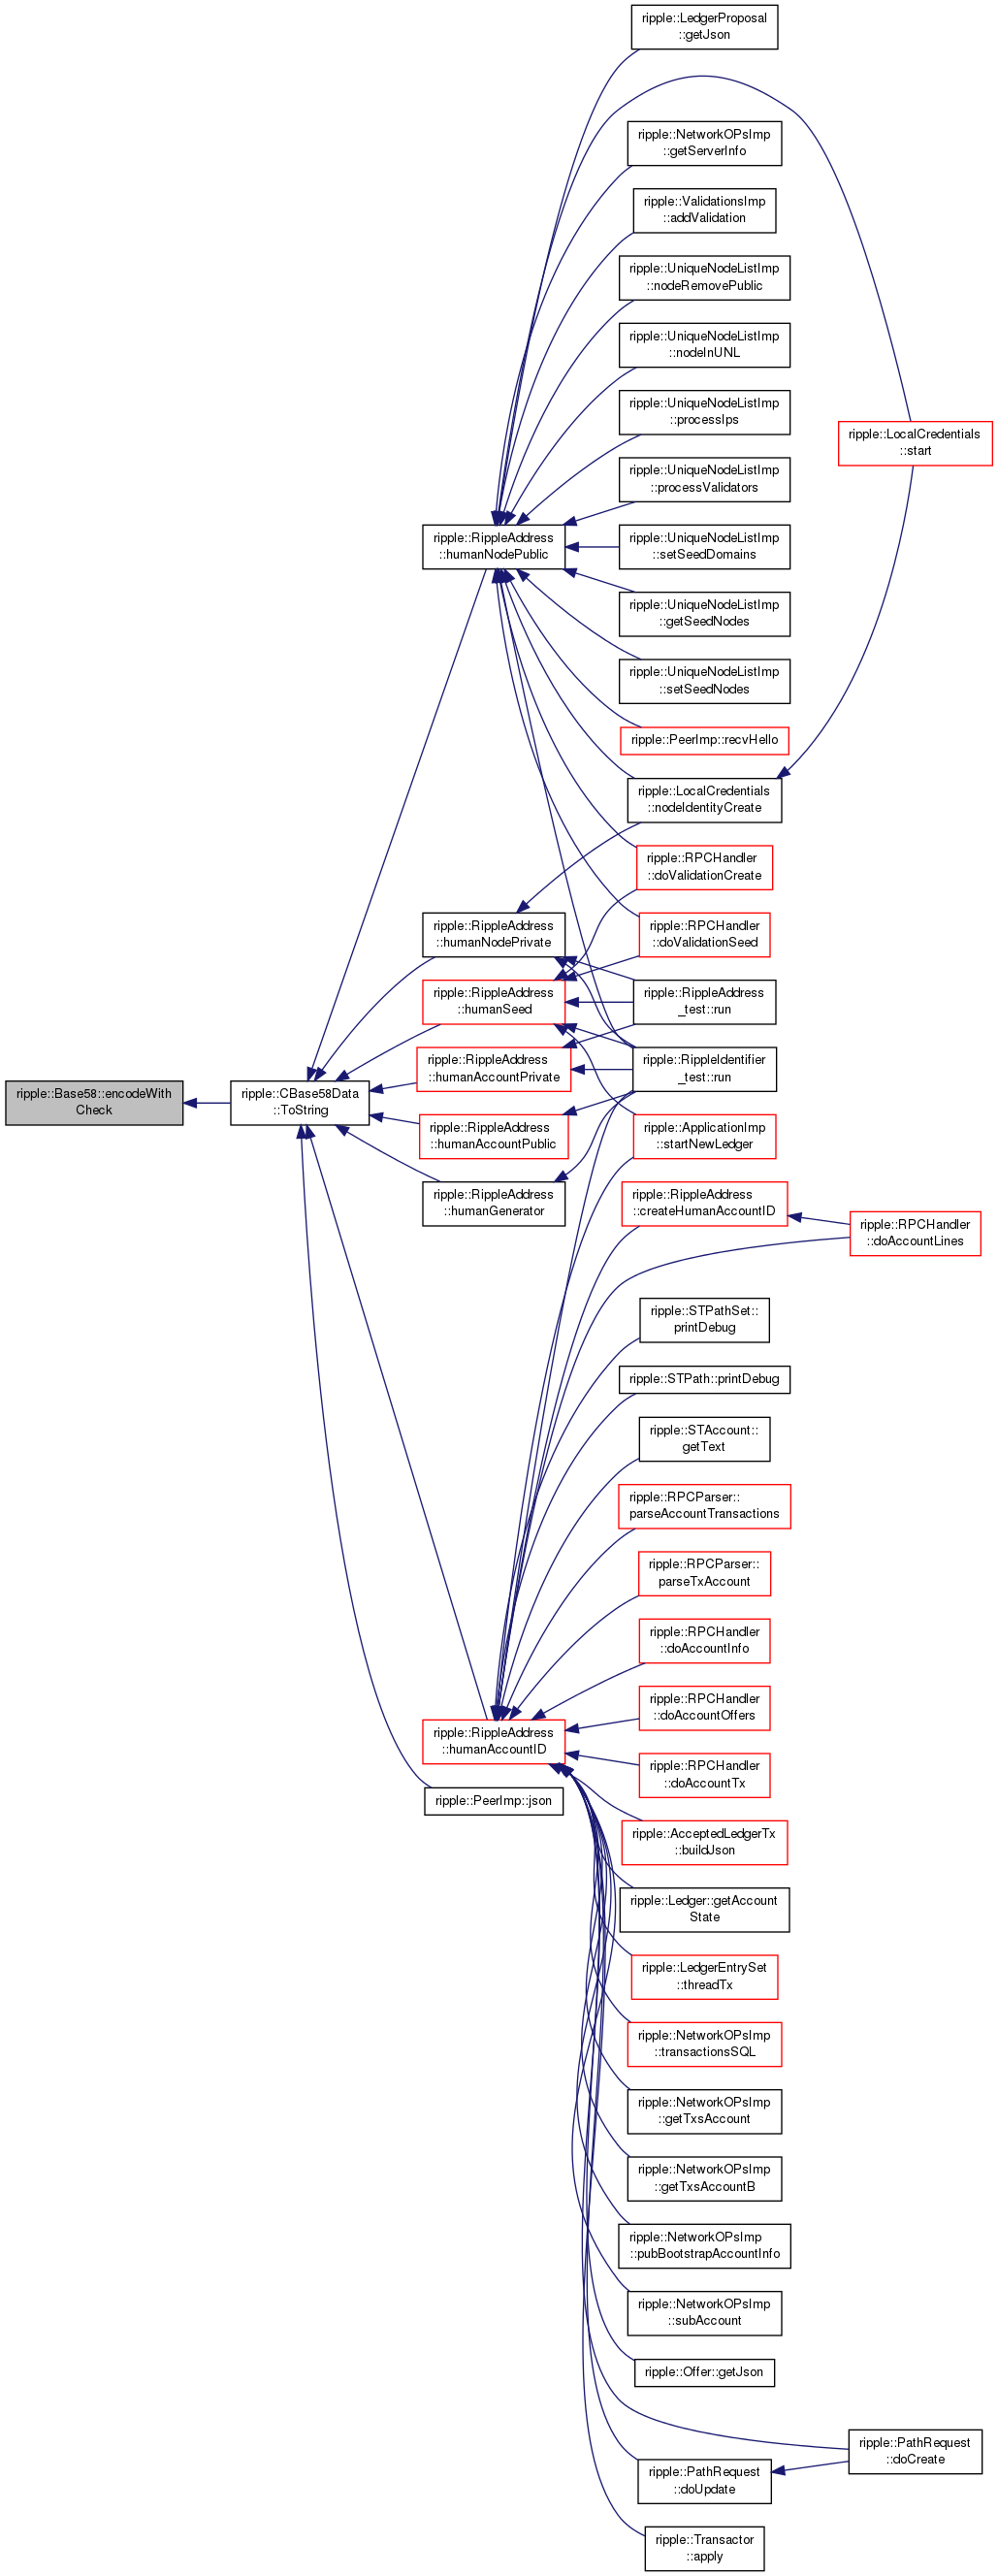 ripple::LedgerProposal
::getJson
ripple::NetworkOPsImp
::getServerInfo
ripple::ValidationsImp
::addValidation
ripple::UniqueNodeListImp
::nodeRemovePublic
ripple::UniqueNodeListImp
::nodeInUNL
ripple::UniqueNodeListImp
::processIps
ripple::LocalCredentials
::start
ripple::UniqueNodeListImp
::processValidators
ripple::RippleAddress
::humanNodePublic
ripple::UniqueNodeListImp
::setSeedDomains
ripple::UniqueNodeListImp
::getSeedNodes
ripple::UniqueNodeListImp
::setSeedNodes
ripple::PeerImp::recvHello
ripple::LocalCredentials
::nodeIdentityCreate
ripple::RPCHandler
::doValidationCreate
ripple::RippleAddress
::humanNodePrivate
ripple::RPCHandler
::doValidationSeed
ripple::RippleAddress
::humanSeed
ripple::RippleAddress
_test::run
ripple::RippleAddress
::humanAccountPrivate
ripple::RippleIdentifier
_test::run
ripple::Base58::encodeWith
Check
ripple::CBase58Data
::ToString
ripple::RippleAddress
::humanAccountPublic
ripple::ApplicationImp
::startNewLedger
ripple::RippleAddress
::humanGenerator
ripple::RippleAddress
::createHumanAccountID
ripple::RPCHandler
::doAccountLines
ripple::STPathSet::
printDebug
ripple::STPath::printDebug
ripple::STAccount::
getText
ripple::RPCParser::
parseAccountTransactions
ripple::RPCParser::
parseTxAccount
ripple::RPCHandler
::doAccountInfo
ripple::RPCHandler
::doAccountOffers
ripple::RippleAddress
::humanAccountID
ripple::RPCHandler
::doAccountTx
ripple::PeerImp::json
ripple::AcceptedLedgerTx
::buildJson
ripple::Ledger::getAccount
State
ripple::LedgerEntrySet
::threadTx
ripple::NetworkOPsImp
::transactionsSQL
ripple::NetworkOPsImp
::getTxsAccount
ripple::NetworkOPsImp
::getTxsAccountB
ripple::NetworkOPsImp
::pubBootstrapAccountInfo
ripple::NetworkOPsImp
::subAccount
ripple::Offer::getJson
ripple::PathRequest
::doCreate
ripple::PathRequest
::doUpdate
ripple::Transactor
::apply